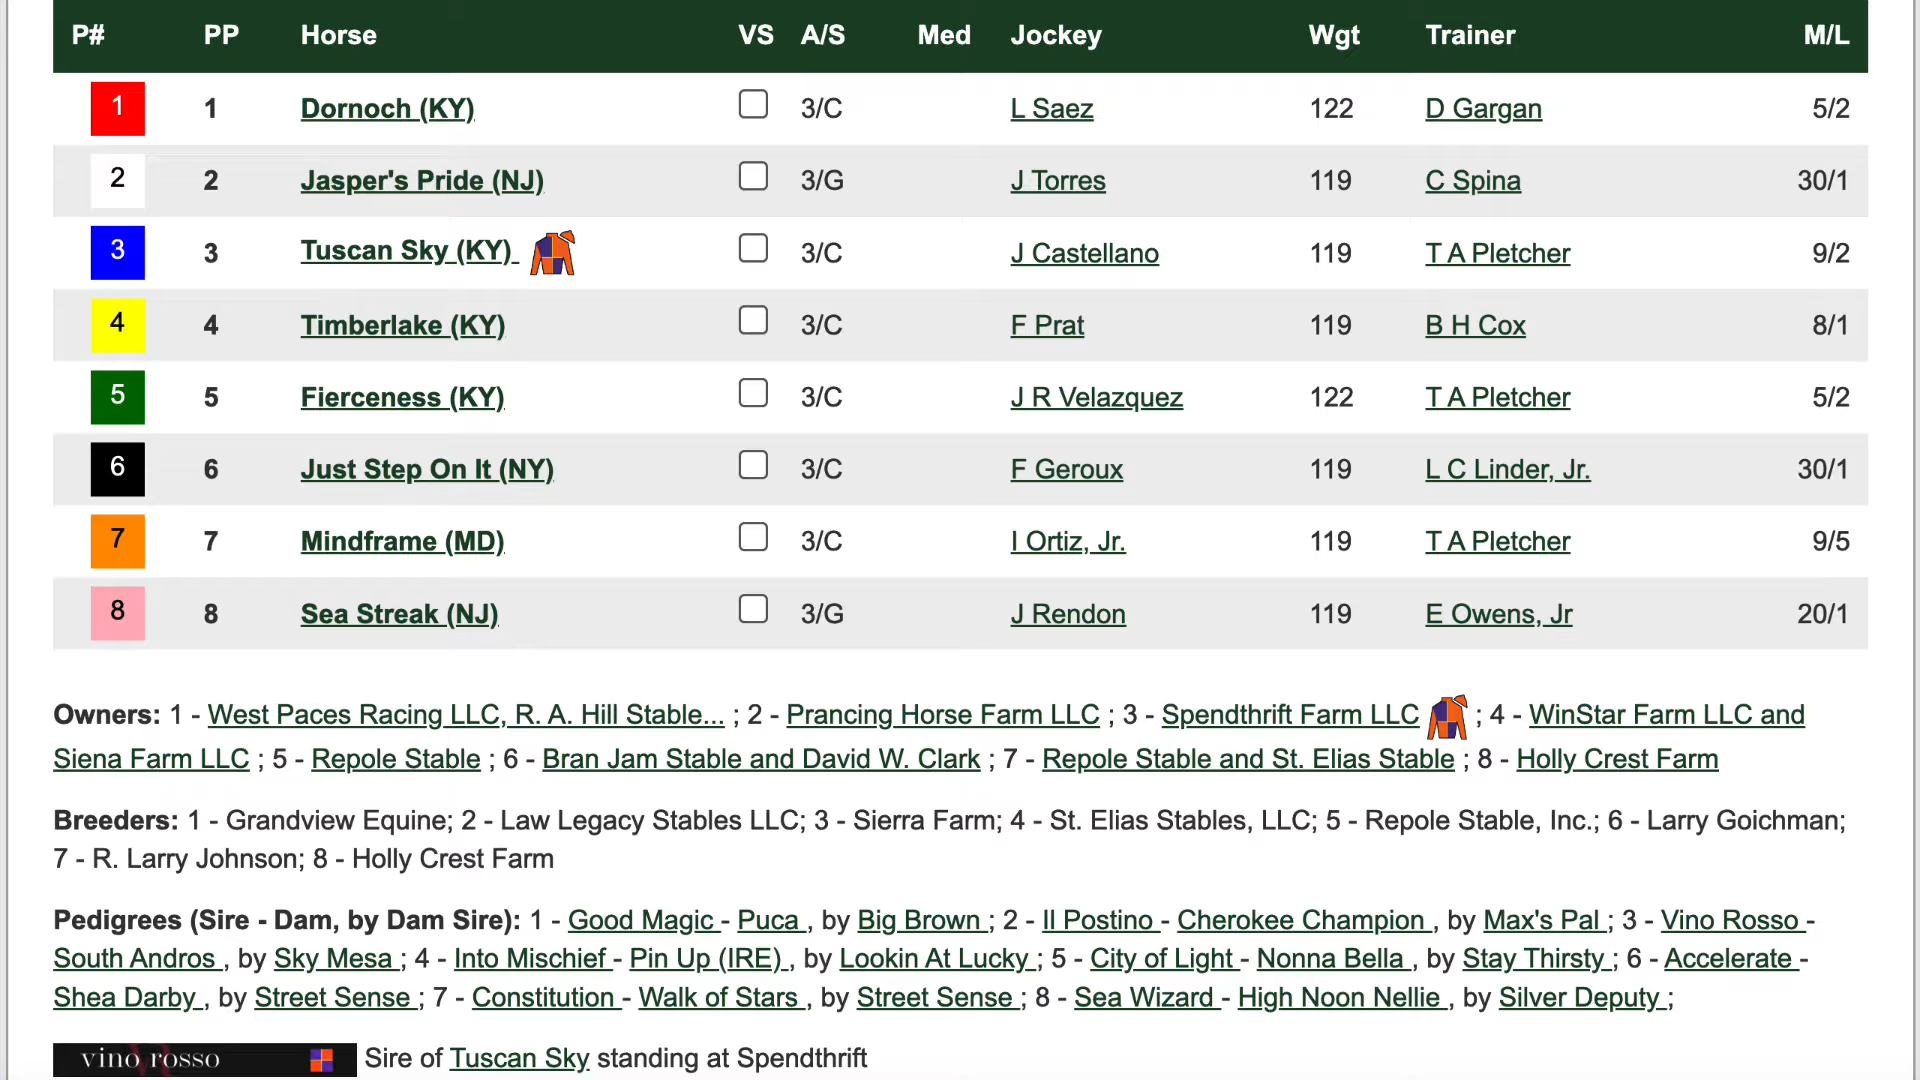 P# PP Horse VS A/S Med Jockey Wgt Trainer M/L
1 1 Dornoch (KY) 3/C L Saez 122 D Gargan 5/2
2 2 Jasper's Pride (NJ) 3/G J Torres 119 C Spina 30/1
3 3 Tuscan Sky (KY) 3/C J Castellano 119 T A Pletcher 9/2
4 4 Timberlake (KY) 3/C F Prat 119 B H Cox 8/1
5 5 Fierceness (KY) 3/C J R Velazquez 122 T A Pletcher 5/2
6 6 Just Step On It (NY) 3/C F Geroux 119 L C Linder, Jr. 30/1
7 7 Mindframe (MD) 3/C I Ortiz, Jr. 119 T A Pletcher 9/5
8 8 Sea Streak (NJ) 3/G J Rendon 119 E Owens, Jr 20/1
Owners: 1 - West Paces Racing LLC, R. A. Hill Stable... ; 2 - Prancing Horse Farm LLC ; 3 - Spendthrift Farm LLC ; 4 - WinStar Farm LLC and
Siena Farm LLC ; 5 - Repole Stable ; 6 - Bran Jam Stable and David W. Clark ; 7 - Repole Stable and St. Elias Stable ; 8 - Holly Crest Farm
Breeders: 1 - Grandview Equine; 2 - Law Legacy Stables LLC; 3 - Sierra Farm; 4 - St. Elias Stables, LLC; 5 - Repole Stable, Inc.; 6 - Larry Goichman;
7 - R. Larry Johnson; 8 - Holly Crest Farm
Pedigrees (Sire - Dam, by Dam Sire): 1 - Good Magic - Puca , by Big Brown ; 2 - Il Postino - Cherokee Champion , by Max's Pal ; 3 - Vino Rosso -
South Andros , by Sky Mesa ; 4 - Into Mischief - Pin Up (IRE) , by Lookin At Lucky ; 5 - City of Light - Nonna Bella , by Stay Thirsty ; 6 - Accelerate -
Shea Darby , by Street Sense ; 7 - Constitution - Walk of Stars , by Street Sense ; 8 - Sea Wizard - High Noon Nellie , by Silver Deputy ;
vino rosso Sire of Tuscan Sky standing at Spendthrift